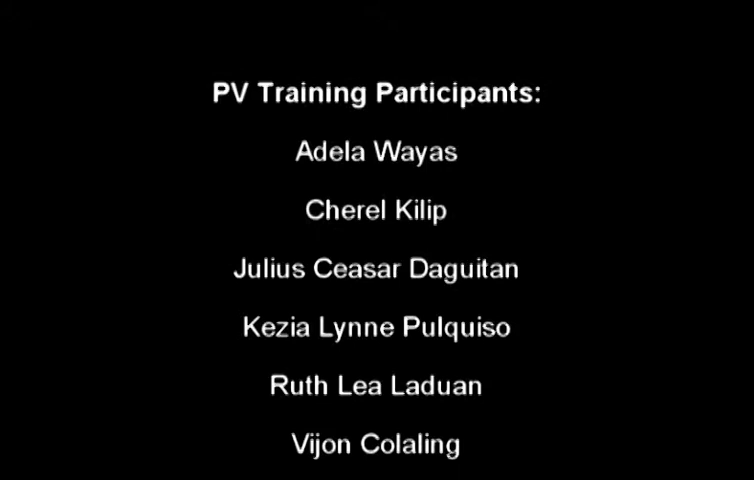 PV Training Participants:
Adela Wayas
Cherel Kilip
Julius Ceasar Daguitan
Kezia Lynne Pulquiso
Ruth Lea Laduan
Vijon Colaling